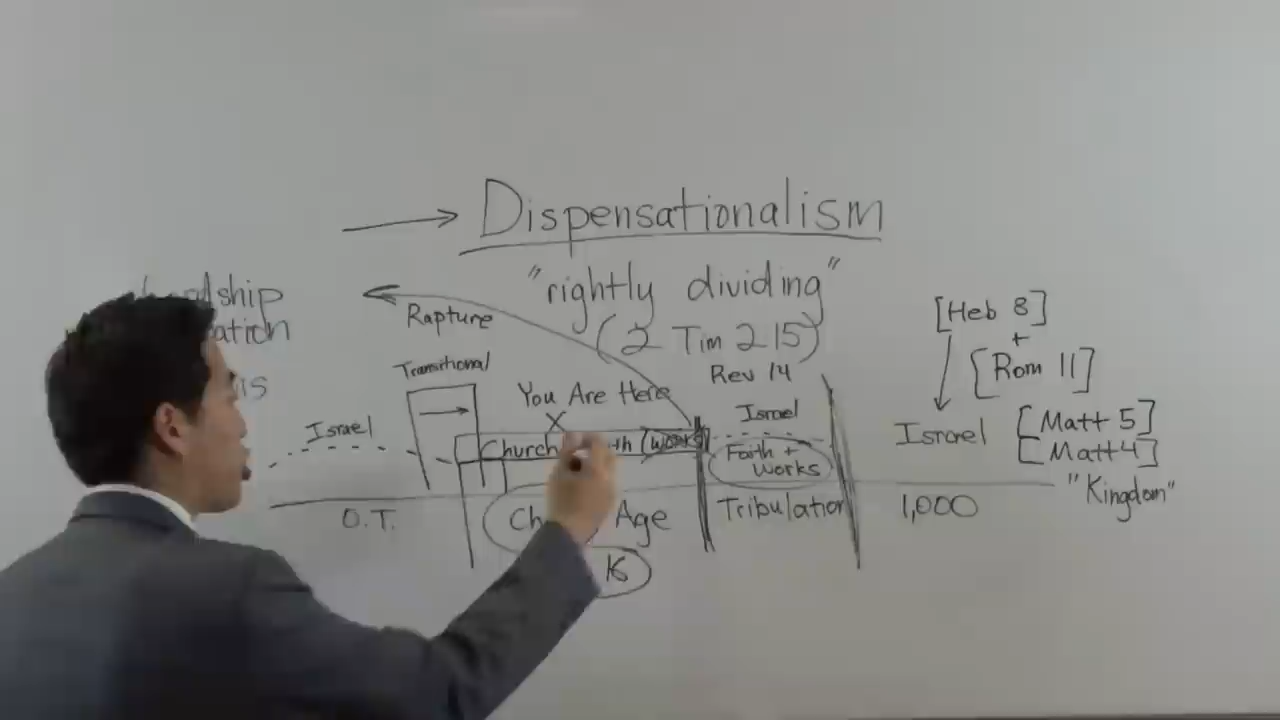 Dispensationalism
"rightly dividing"
(2 Tim 2 15)
Rapture
Rev 14
[Heb 8]
+
[Rom 11]
Transitional
You Are Here
X
Israel
Israel
Israel
[Matt 5]
[Matt 4]
"Kingdom"
Church
Faith +
Works
O.T.
Age
Tribulation
1,000